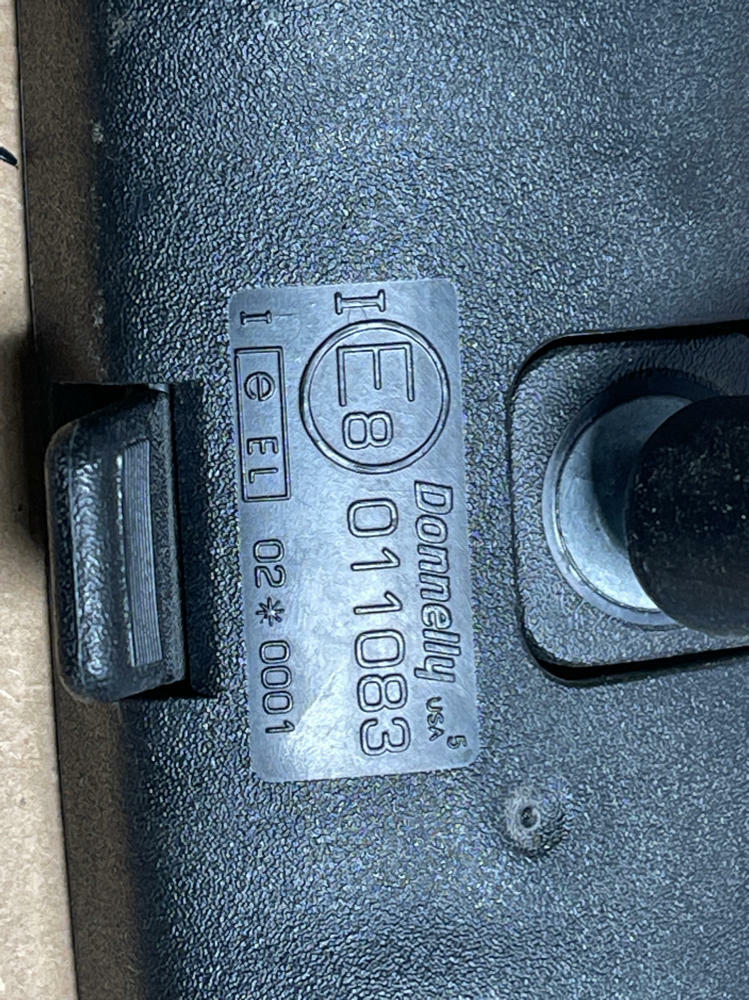 Donnelly USA 5
I E8 011083
I e EL 02*0001